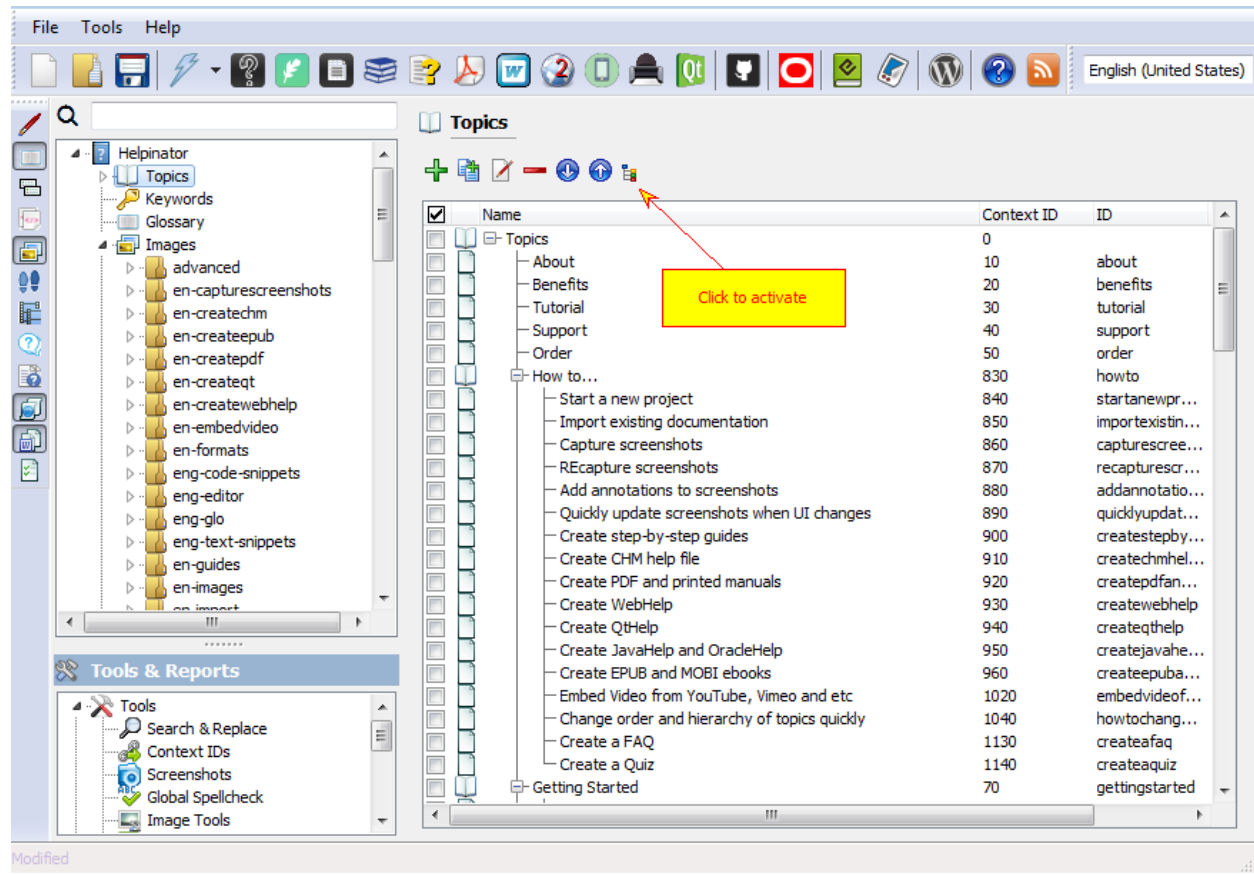 File Tools Help
English (United States)
Helpinator
Topics
Keywords
Glossary
Images
advanced
en-capturescreenshots
en-createchm
en-createepub
en-createpdf
en-createqt
en-createwebhelp
en-embedvideo
en-formats
eng-code-snippets
eng-editor
eng-glo
eng-text-snippets
en-guides
en-images
en-import
Tools & Reports
Tools
Search & Replace
Context IDs
Screenshots
Global Spellcheck
Image Tools
Topics
Name Context ID ID
Topics 0
About 10 about
Benefits 20 benefits
Tutorial 30 tutorial
Support 40 support
Order 50 order
How to... 830 howto
Start a new project 840 startanewpr...
Import existing documentation 850 importexistin...
Capture screenshots 860 capturescree...
REcapture screenshots 870 recapturescr...
Add annotations to screenshots 880 addannotatio...
Quickly update screenshots when UI changes 890 quicklyupdat...
Create step-by-step guides 900 createstepby...
Create CHM help file 910 createchmhel...
Create PDF and printed manuals 920 createpdfan...
Create WebHelp 930 createwebhelp
Create QtHelp 940 createqthelp
Create JavaHelp and OracleHelp 950 createjavahe...
Create EPUB and MOBI ebooks 960 createepuba...
Embed Video from YouTube, Vimeo and etc 1020 embedvideof...
Change order and hierarchy of topics quickly 1040 howtochang...
Create a FAQ 1130 createafaq
Create a Quiz 1140 createaquiz
Getting Started 70 gettingstarted
Click to activate
Modified